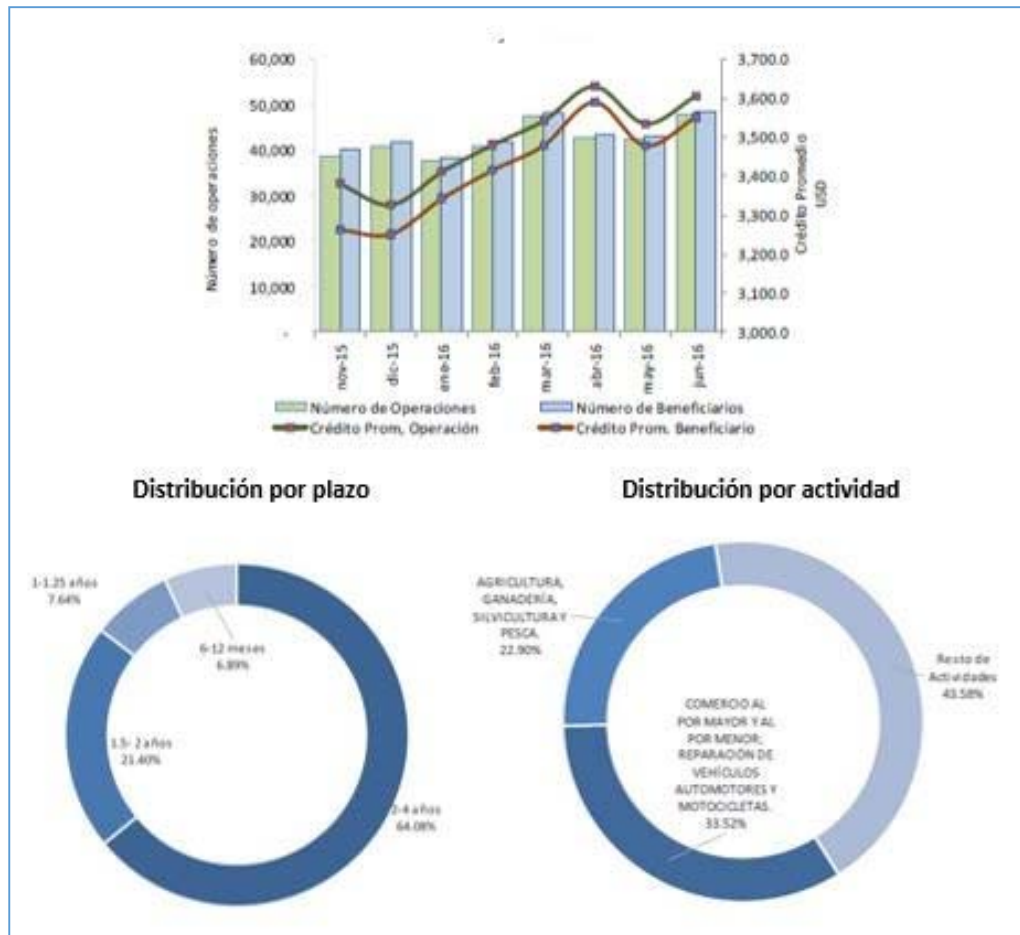 60,000
50,000
40,000
30,000
20,000
10,000
-
Número de operaciones
3,700.0
3,600.0
3,500.0
3,400.0
3,300.0
3,200.0
3,100.0
3,000.0
Crédito Promedio
USD
nov-15
dic-15
ene-16
feb-16
mar-16
abr-16
may-16
jun-16
Número de Operaciones
Número de Beneficiarios
Crédito Prom, Operación
Crédito Prom. Beneficiario
Distribución por plazo
1-1.25 años
7.64%
6-12 meses
6.89%
1.5- 2 años
21.40%
2-4 años
64.08%
Distribución por actividad
AGRICULTURA,
GANADERÍA,
SILVICULTURA Y
PESCA.
22.90%
Resto de
Actividades
43.58%
COMERCIO AL
POR MAYOR Y AL
POR MENOR;
REPARACIÓN DE
VEHÍCULOS
AUTOMOTORES Y
MOTOCICLETAS.
33.52%